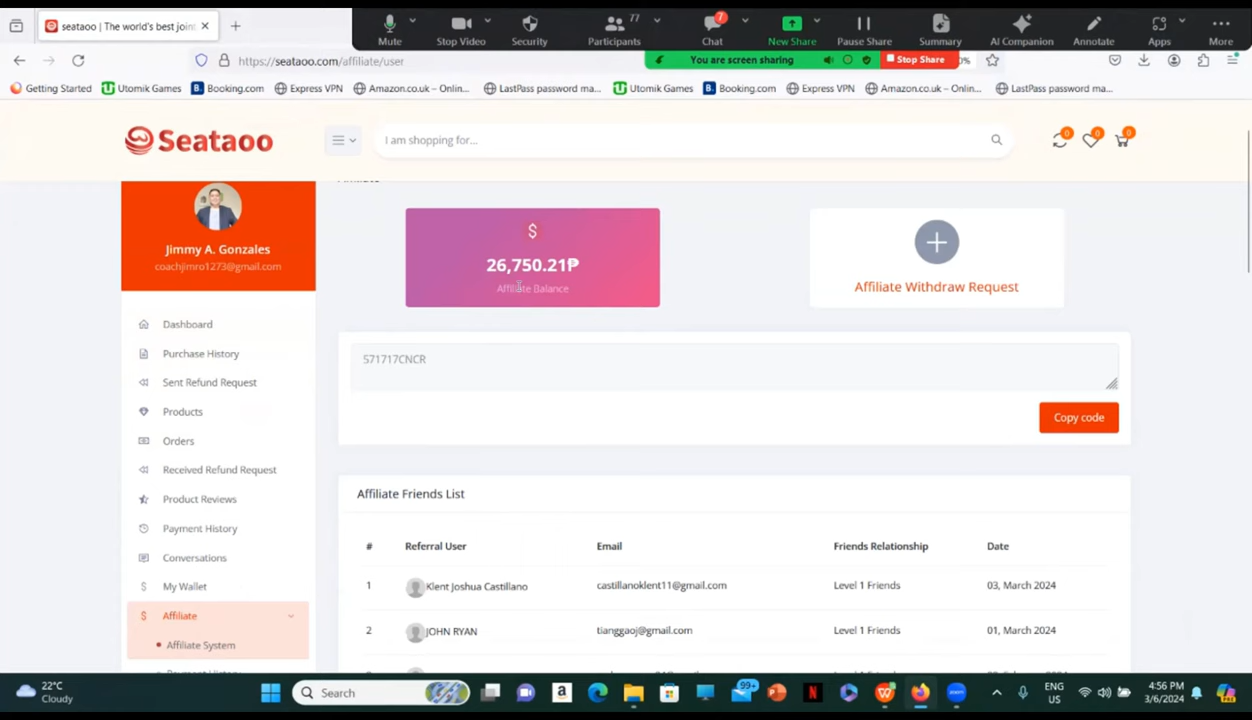 seataoo | The world's best join
Mute
Stop Video
Security
Participants
77
Chat
7
New Share
Pause Share
Summary
AI Companion
Annotate
Apps
More
https://seataoo.com/affiliate/user
You are screen sharing
Stop Share
Getting Started
Utomik Games
Booking.com
Express VPN
Amazon.co.uk – Onlin...
LastPass password ma...
Utomik Games
Booking.com
Express VPN
Amazon.co.uk – Onlin...
LastPass password ma...
Seataoo
I am shopping for...
0
0
0
Jimmy A. Gonzales
coachjimro1273@gmail.com
$
26,750.21₱
Affiliate Balance
Affiliate Withdraw Request
Dashboard
Purchase History
Sent Refund Request
Products
Orders
Received Refund Request
Product Reviews
Payment History
Conversations
$ My Wallet
$ Affiliate
Affiliate System
571717CNCR
Copy code
Affiliate Friends List
# Referral User Email Friends Relationship Date
1 Klent Joshua Castillano castillanoklent11@gmail.com Level 1 Friends 03, March 2024
2 JOHN RYAN tianggaoj@gmail.com Level 1 Friends 01, March 2024
22°C
Cloudy
Search
99+
ENG
US
4:56 PM
3/6/2024